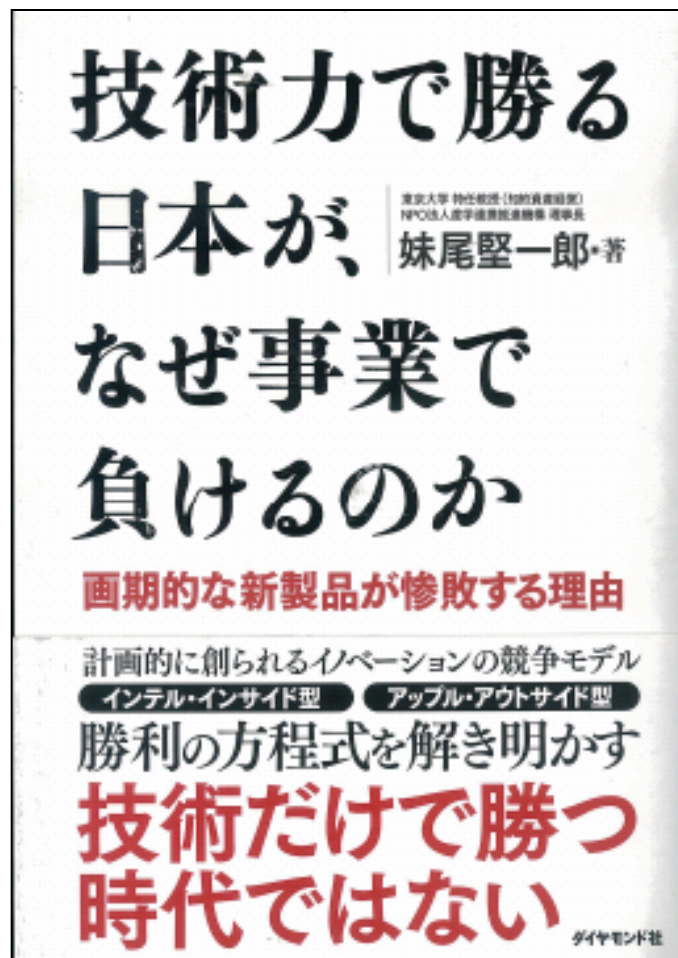 技術力で勝る
日本が、
東京大学 特任教授(知的資産経営)
NPO法人産学連携推進機構 理事長
妹尾堅一郎・著
なぜ事業で
負けるのか
画期的な新製品が惨敗する理由
計画的に創られるイノベーションの競争モデル
インテル・インサイド型 アップル・アウトサイド型
勝利の方程式を解き明かす
技術だけで勝つ
時代ではない
ダイヤモンド社